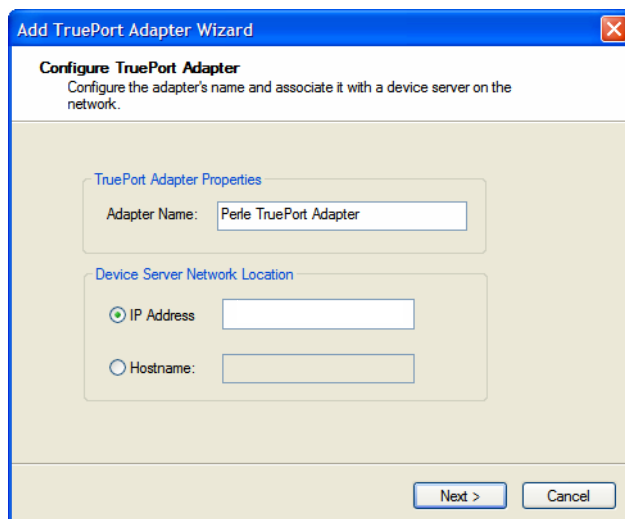 Add TruePort Adapter Wizard
Configure TruePort Adapter
Configure the adapter's name and associate it with a device server on the
network.
TruePort Adapter Properties
Adapter Name: Perle TruePort Adapter
Device Server Network Location
IP Address
Hostname:
Next > Cancel